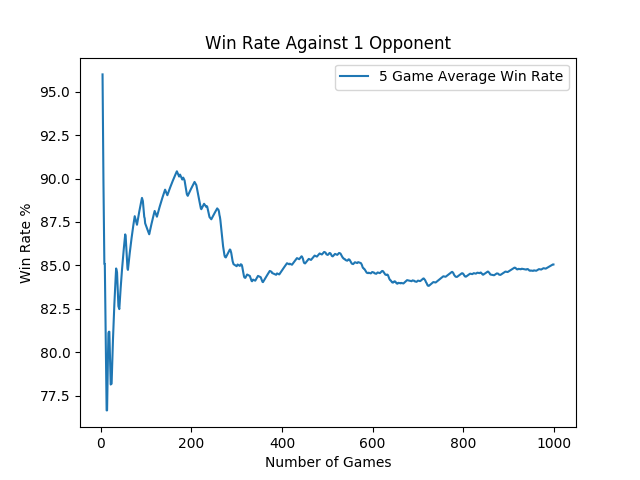 Win Rate Against 1 Opponent
5 Game Average Win Rate
95.0
92.5
90.0
87.5
85.0
82.5
80.0
77.5
Win Rate %
0 200 400 600 800 1000
Number of Games